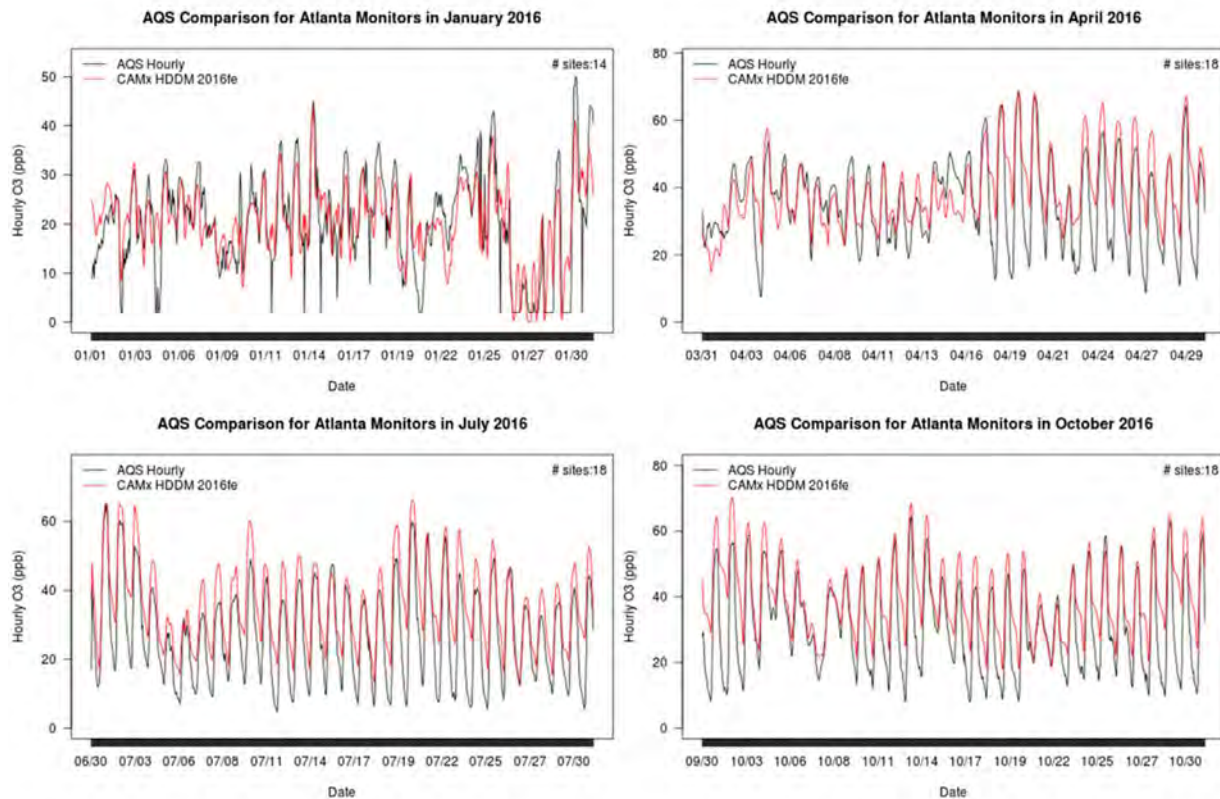 AQS Comparison for Atlanta Monitors in January 2016
AQS Hourly
CAMx HDDM 2016fe
# sites:14
Hourly O3 (ppb)
50
40
30
20
10
0
01/01 01/03 01/06 01/09 01/11 01/14 01/17 01/19 01/22 01/25 01/27 01/30
Date
AQS Comparison for Atlanta Monitors in April 2016
AQS Hourly
CAMx HDDM 2016fe
# sites:18
Hourly O3 (ppb)
80
60
40
20
0
03/31 04/03 04/06 04/08 04/11 04/13 04/16 04/19 04/21 04/24 04/27 04/29
Date
AQS Comparison for Atlanta Monitors in July 2016
AQS Hourly
CAMx HDDM 2016fe
# sites:18
Hourly O3 (ppb)
60
40
20
0
06/30 07/03 07/06 07/08 07/11 07/14 07/16 07/19 07/22 07/25 07/27 07/30
Date
AQS Comparison for Atlanta Monitors in October 2016
AQS Hourly
CAMx HDDM 2016fe
# sites:18
Hourly O3 (ppb)
80
60
40
20
0
09/30 10/03 10/06 10/08 10/11 10/14 10/16 10/19 10/22 10/25 10/27 10/30
Date